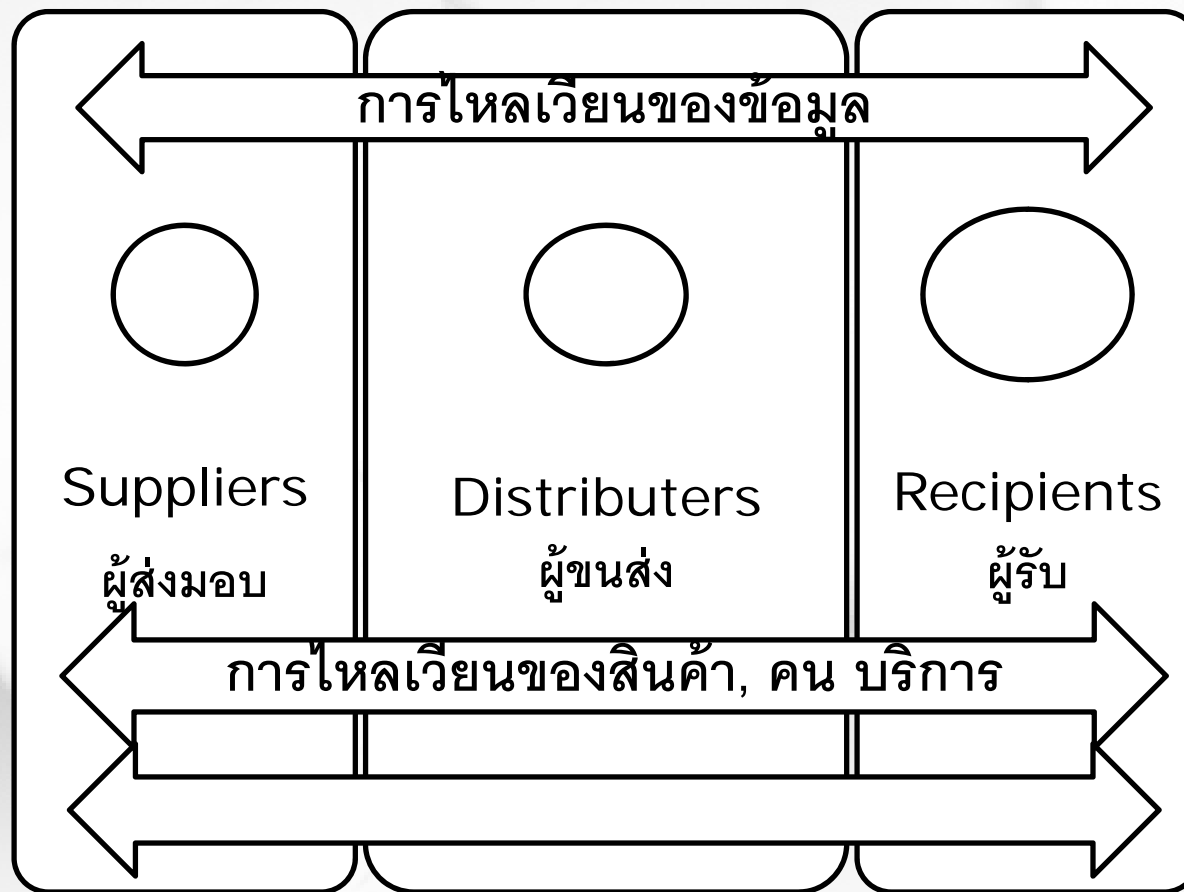 การไหลเวียนของข้อมูล
Suppliers
ผู้ส่งมอบ
Distributers
ผู้ขนส่ง
Recipients
ผู้รับ
การไหลเวียนของสินค้า, คน บริการ